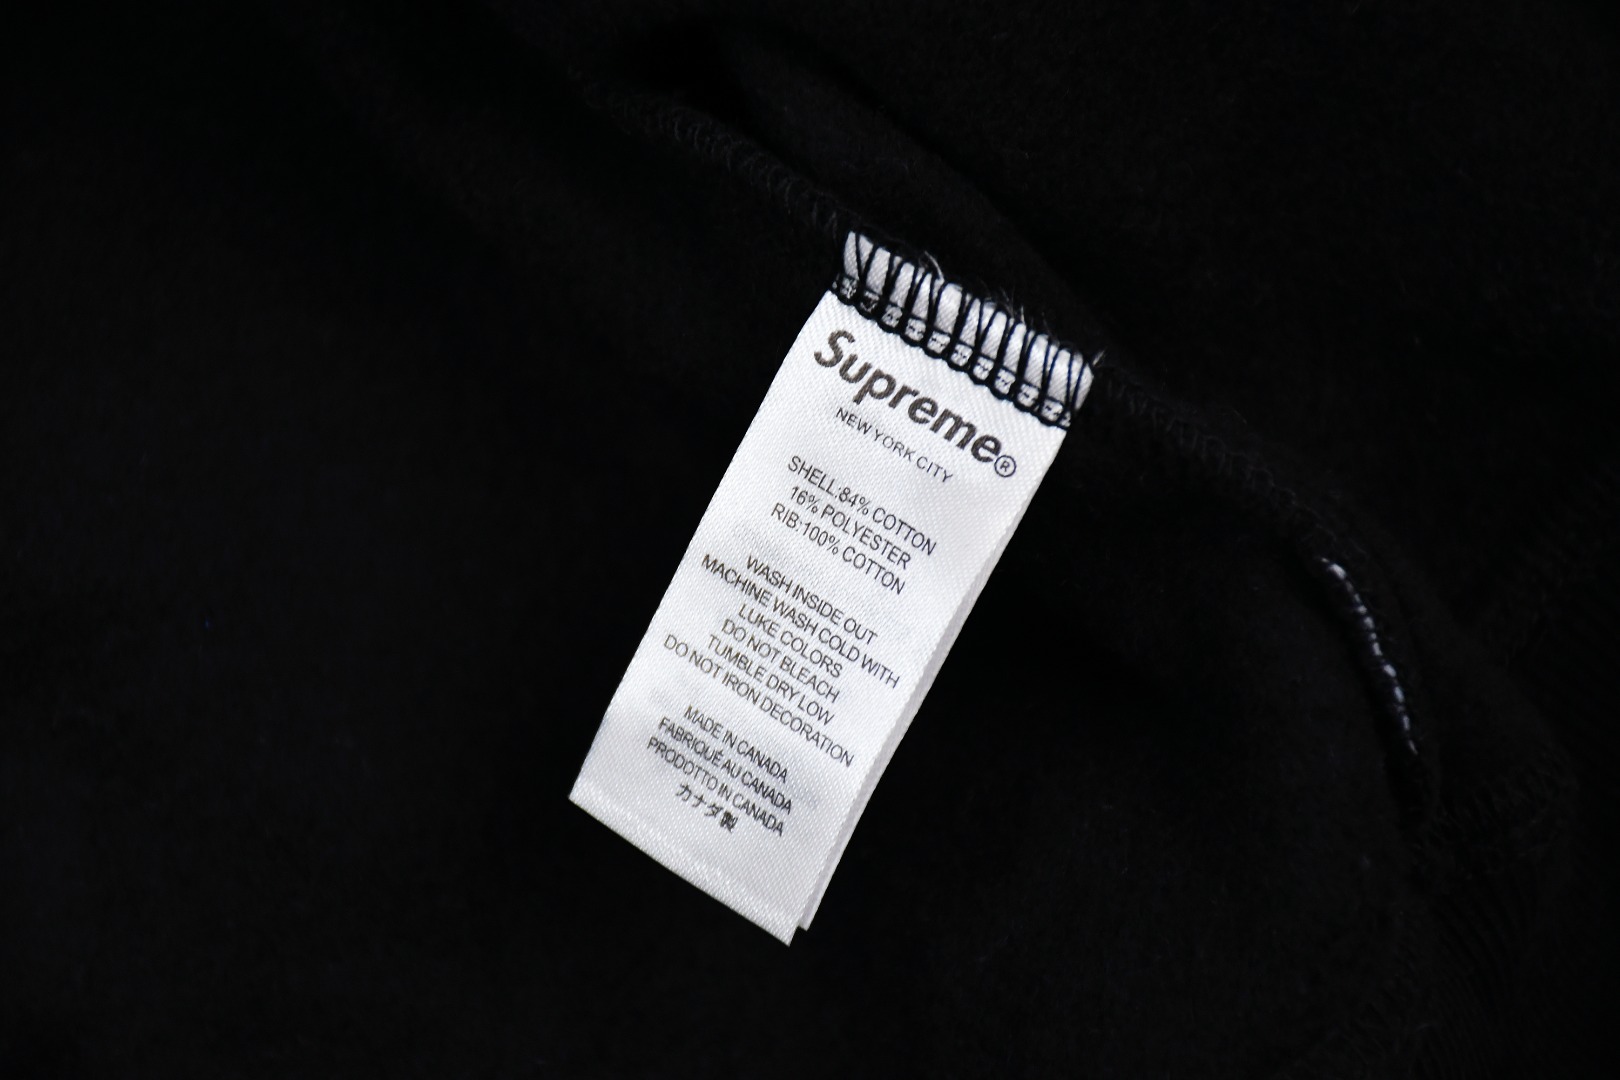 Supreme®
NEW YORK CITY
SHELL:84% COTTON
16% POLYESTER
RIB:100% COTTON
WASH INSIDE OUT
MACHINE WASH COLD WITH
LUKE COLORS
DO NOT BLEACH
TUMBLE DRY LOW
DO NOT IRON DECORATION
MADE IN CANADA
FABRIQUÉ AU CANADA
PRODOTTO IN CANADA
カナダ製